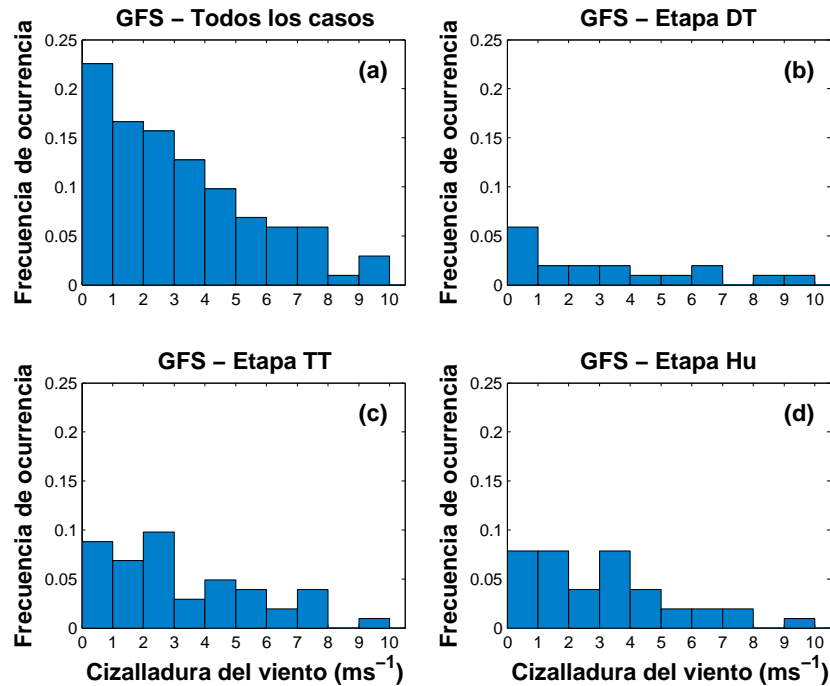 GFS – Todos los casos
(a)
Frecuencia de ocurrencia
0.25
0.2
0.15
0.1
0.05
0
0 1 2 3 4 5 6 7 8 9 10
GFS – Etapa DT
(b)
Frecuencia de ocurrencia
0.25
0.2
0.15
0.1
0.05
0
0 1 2 3 4 5 6 7 8 9 10
GFS – Etapa TT
(c)
Frecuencia de ocurrencia
0.25
0.2
0.15
0.1
0.05
0
0 1 2 3 4 5 6 7 8 9 10
Cizalladura del viento (ms⁻¹)
GFS – Etapa Hu
(d)
Frecuencia de ocurrencia
0.25
0.2
0.15
0.1
0.05
0
0 1 2 3 4 5 6 7 8 9 10
Cizalladura del viento (ms⁻¹)